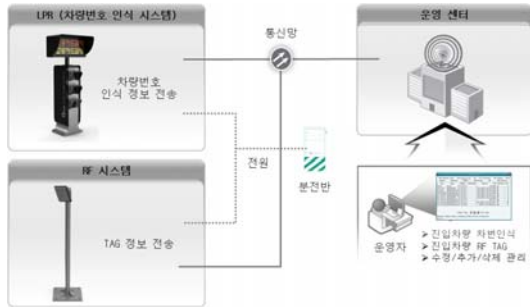 LPR (차량번호 인식 시스템)
차량번호
인식 정보 전송
통신망
운영 센터
전원
분전반
RF 시스템
TAG 정보 전송
운영자
➤ 진입차량 차번인식
➤ 진입차량 RF TAG
➤ 수정/추가/삭제 관리